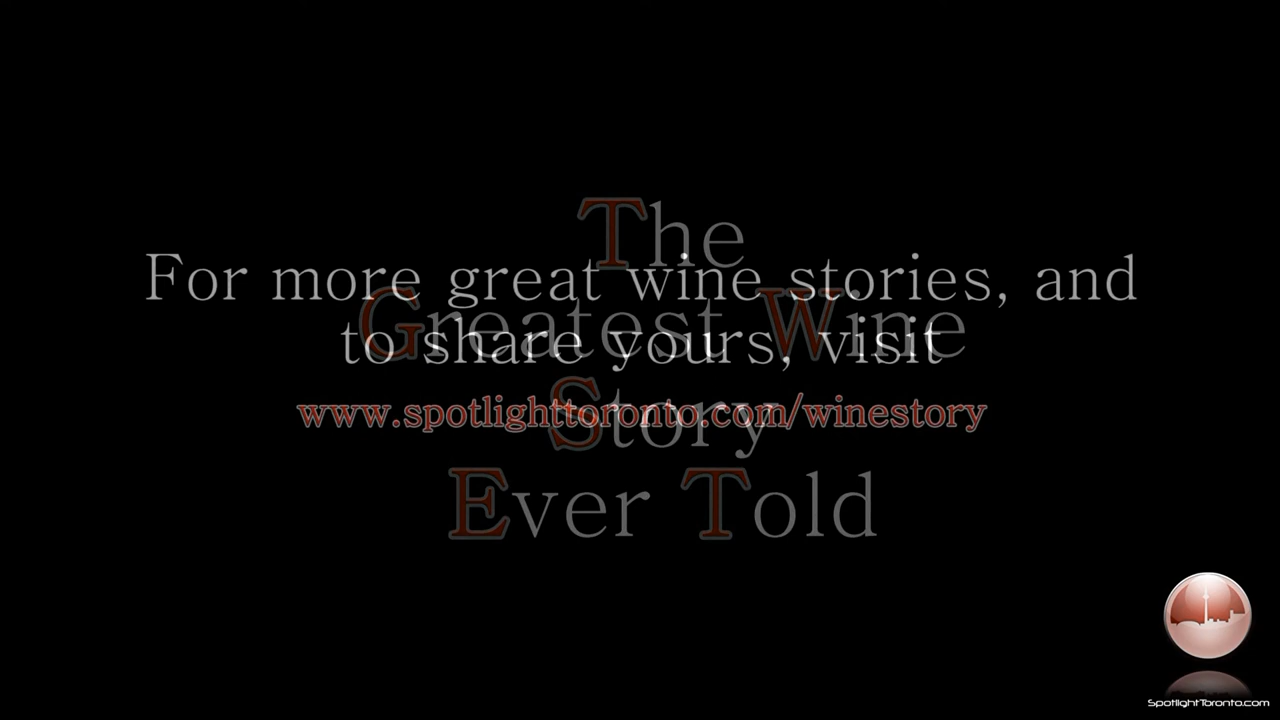 The
Greatest Wine
Story
Ever Told
For more great wine stories, and
to share yours, visit
www.spotlighttoronto.com/winestory
SpotlightToronto.com